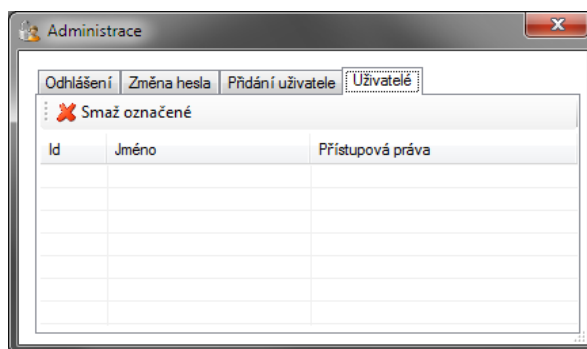 Administrace
Odhlášení Změna hesla Přidání uživatele Uživatelé
Smaž označené
Id Jméno Přístupová práva